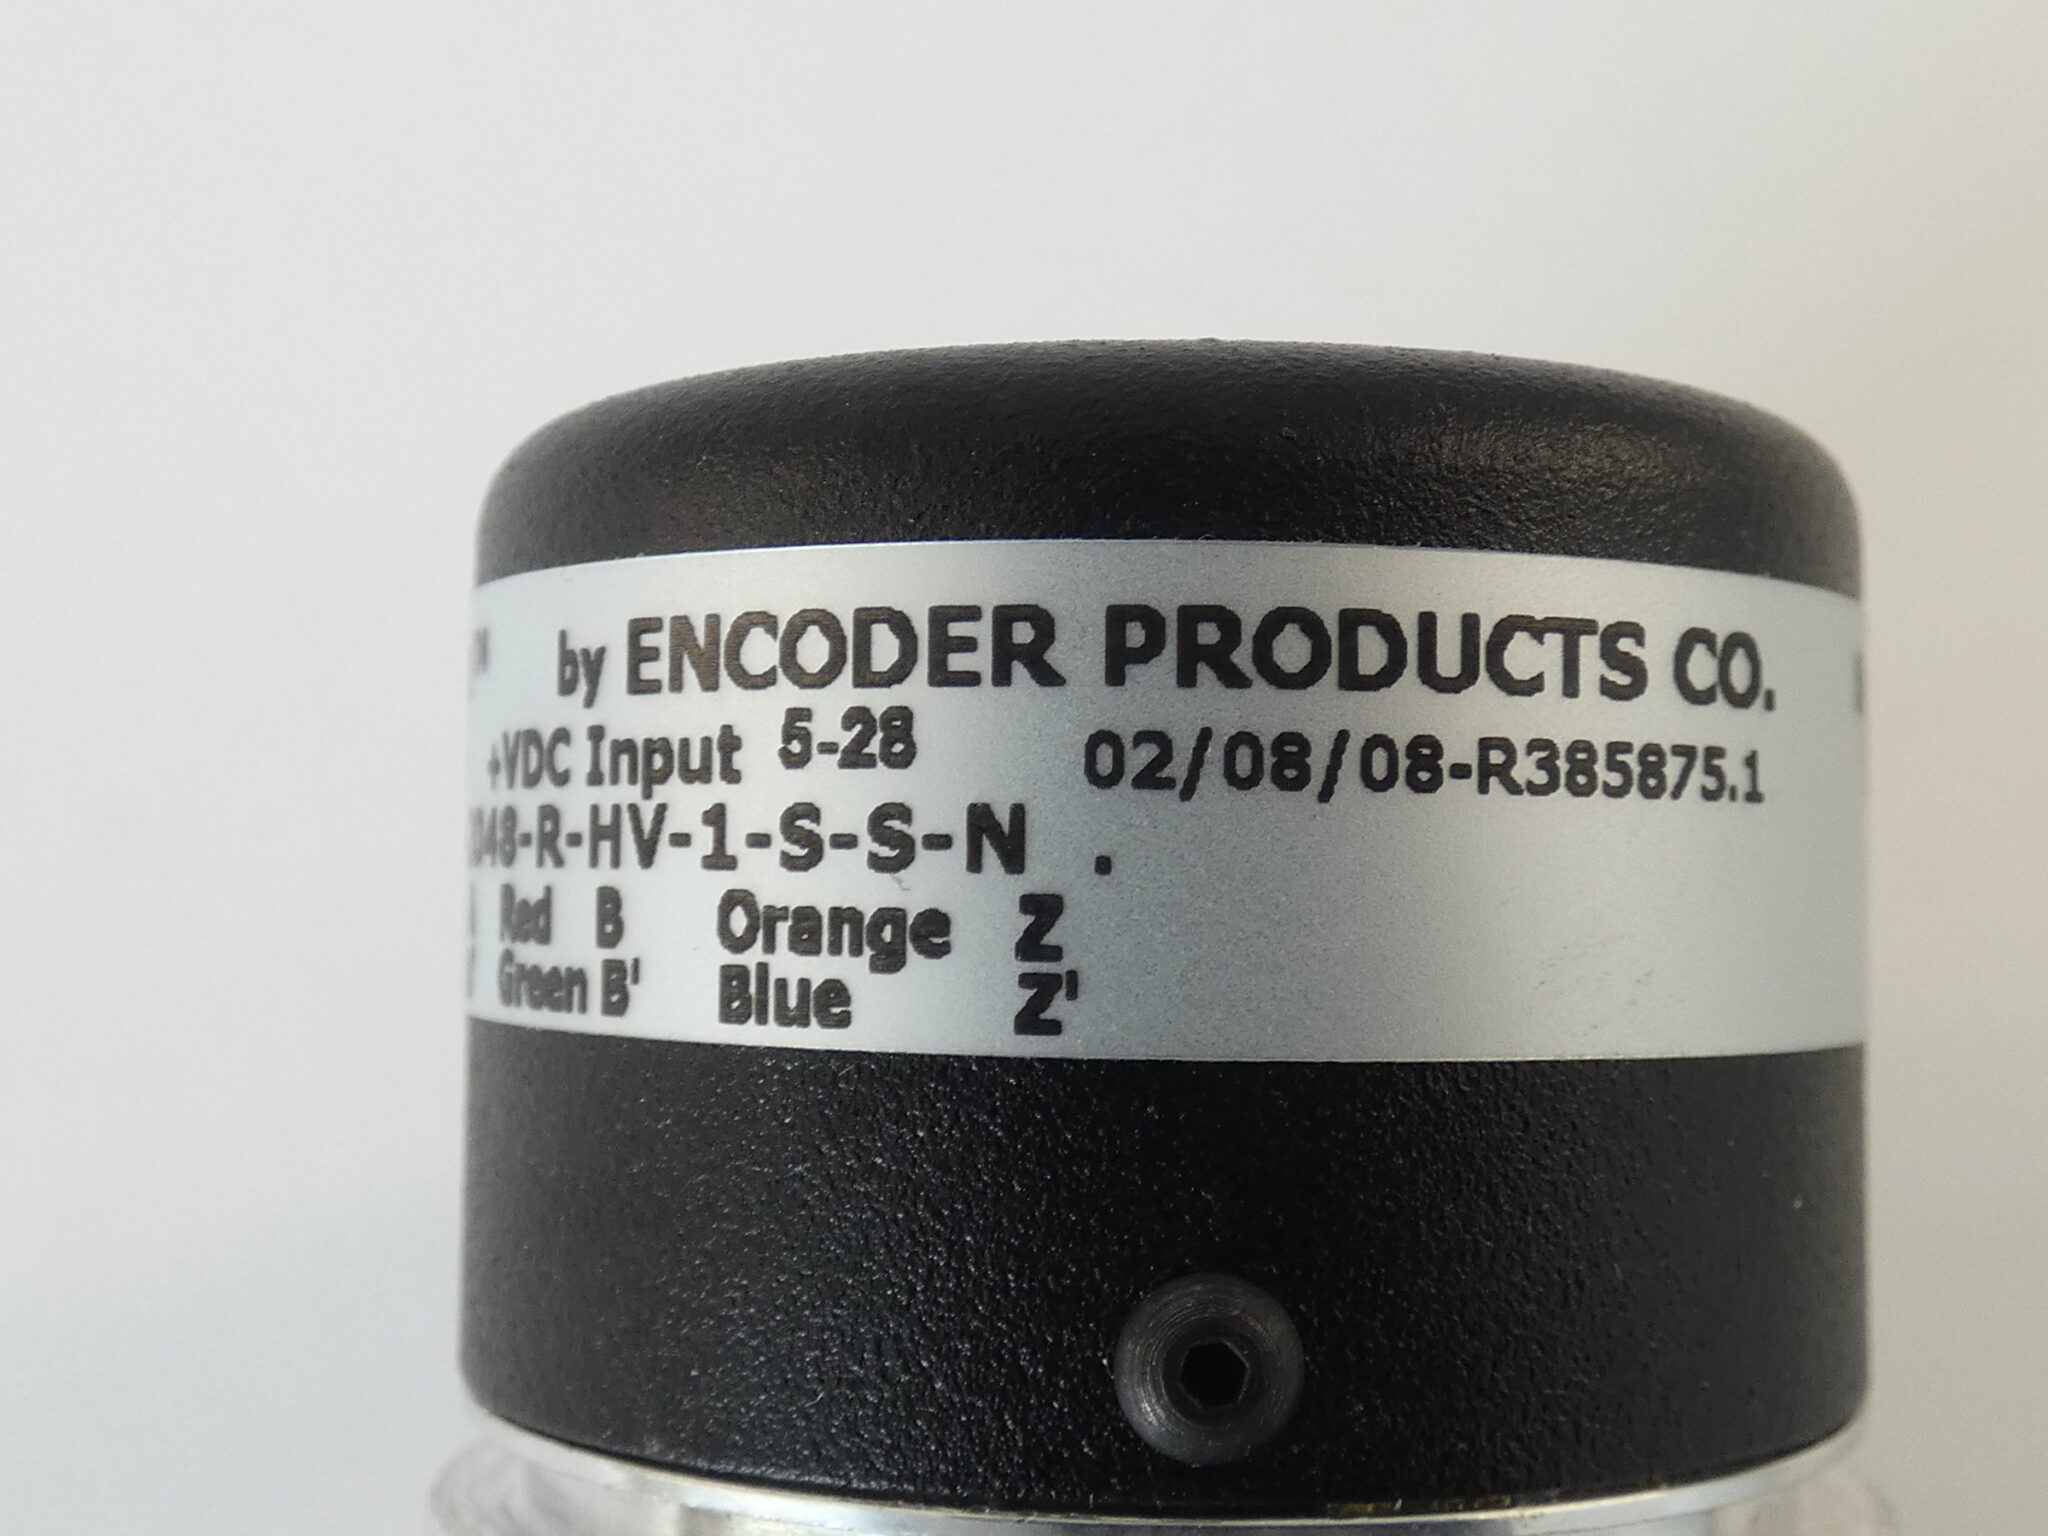 by ENCODER PRODUCTS CO.
+VDC Input 5-28 02/08/08-R385875.1
048-R-HV-1-S-S-N .
Red B Orange Z
Green B' Blue Z'